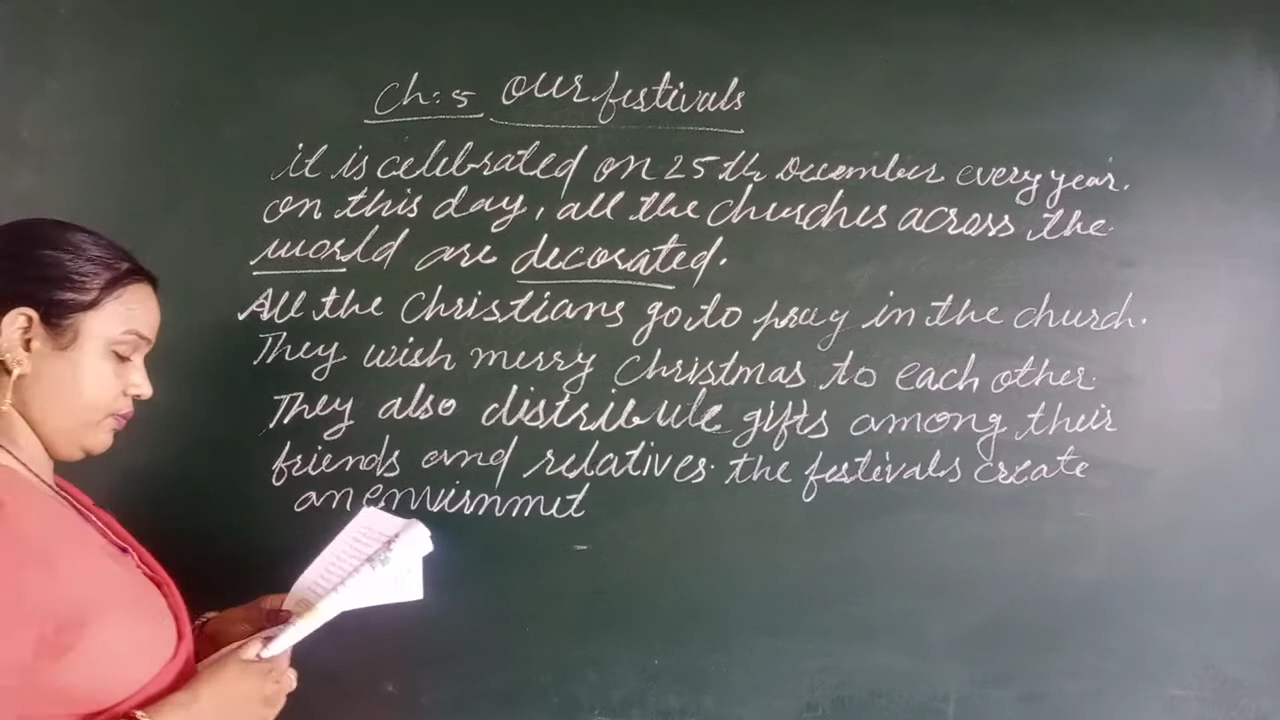 Ch:5 Our festivals
it is celebrated on 25th December every year.
on this day, all the churches across the
world are decorated.
All the Christians go to pray in the church.
They wish merry Christmas to each other.
They also distribute gifts among their
friends and relatives. the festivals create
an envirnmet